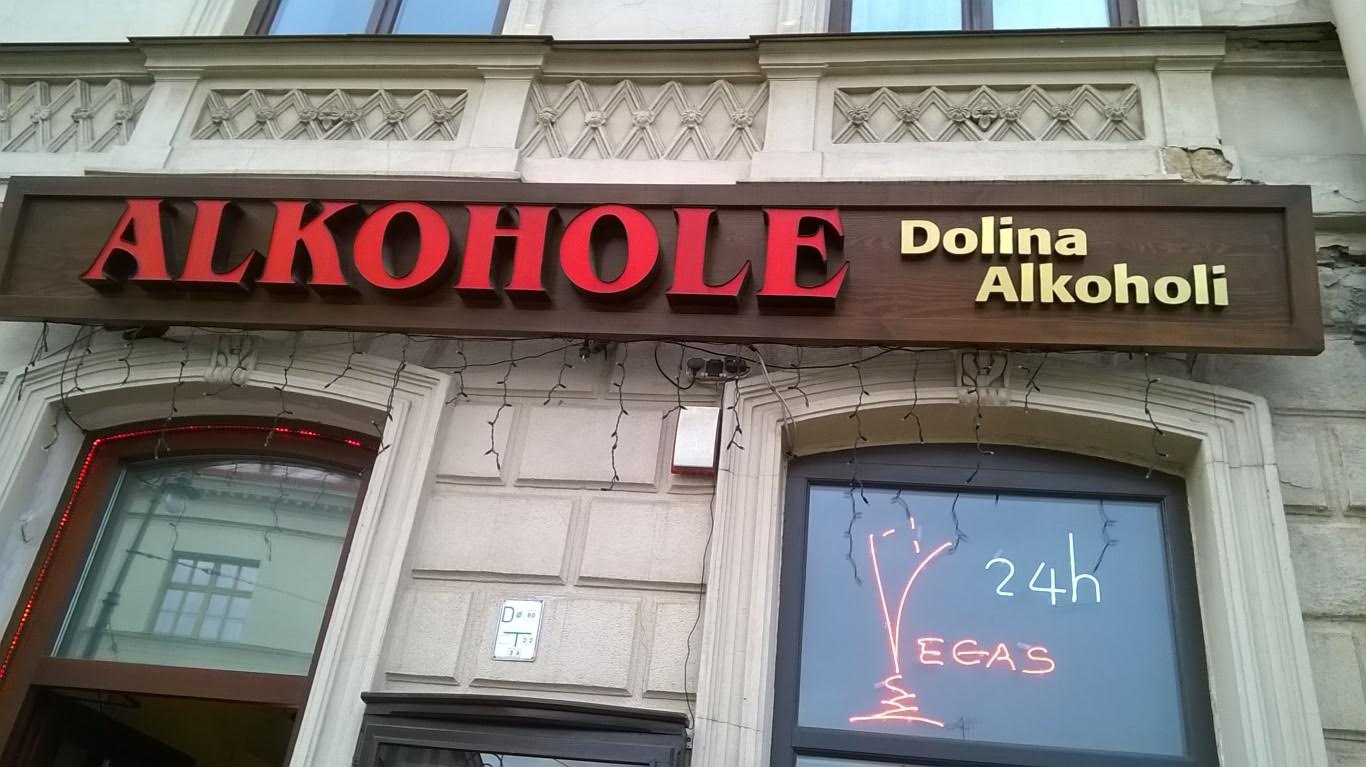 ALKOHOLE
Dolina
Alkoholi
24h
VEGAS
D